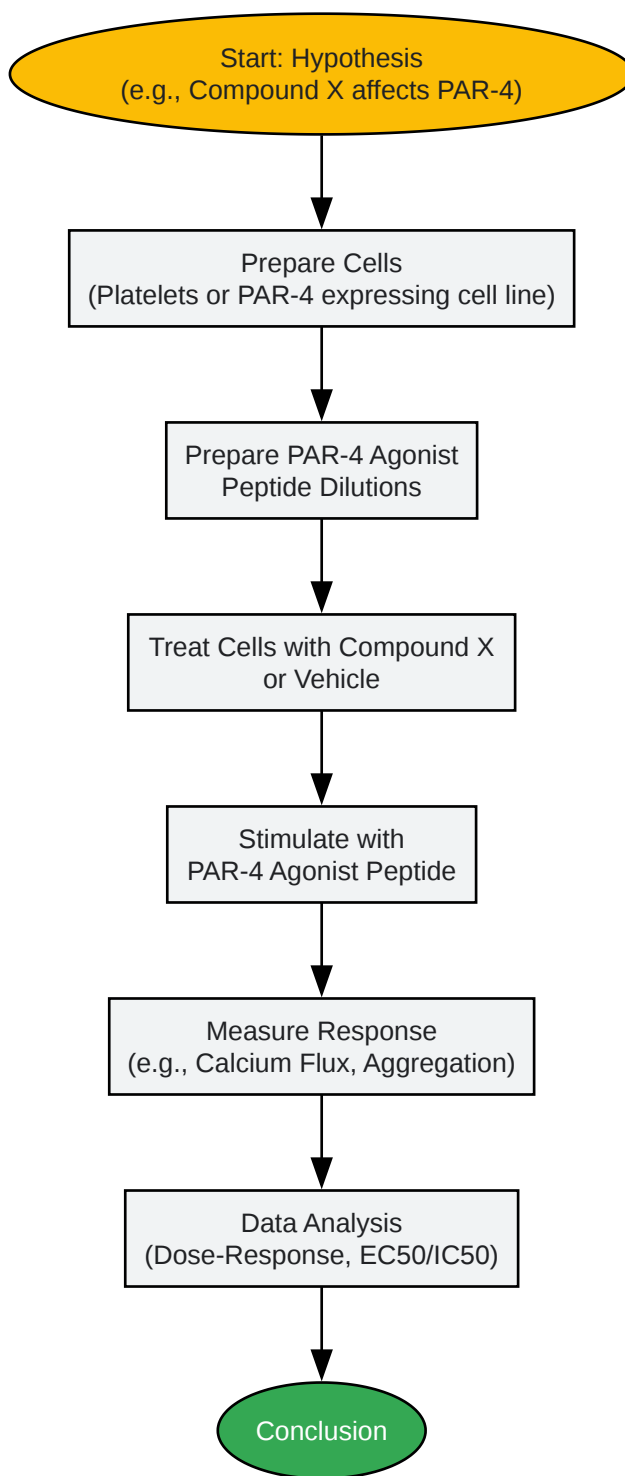 Start: Hypothesis
(e.g., Compound X affects PAR-4)
Prepare Cells
(Platelets or PAR-4 expressing cell line)
Prepare PAR-4 Agonist
Peptide Dilutions
Treat Cells with Compound X
or Vehicle
Stimulate with
PAR-4 Agonist Peptide
Measure Response
(e.g., Calcium Flux, Aggregation)
Data Analysis
(Dose-Response, EC50/IC50)
Conclusion